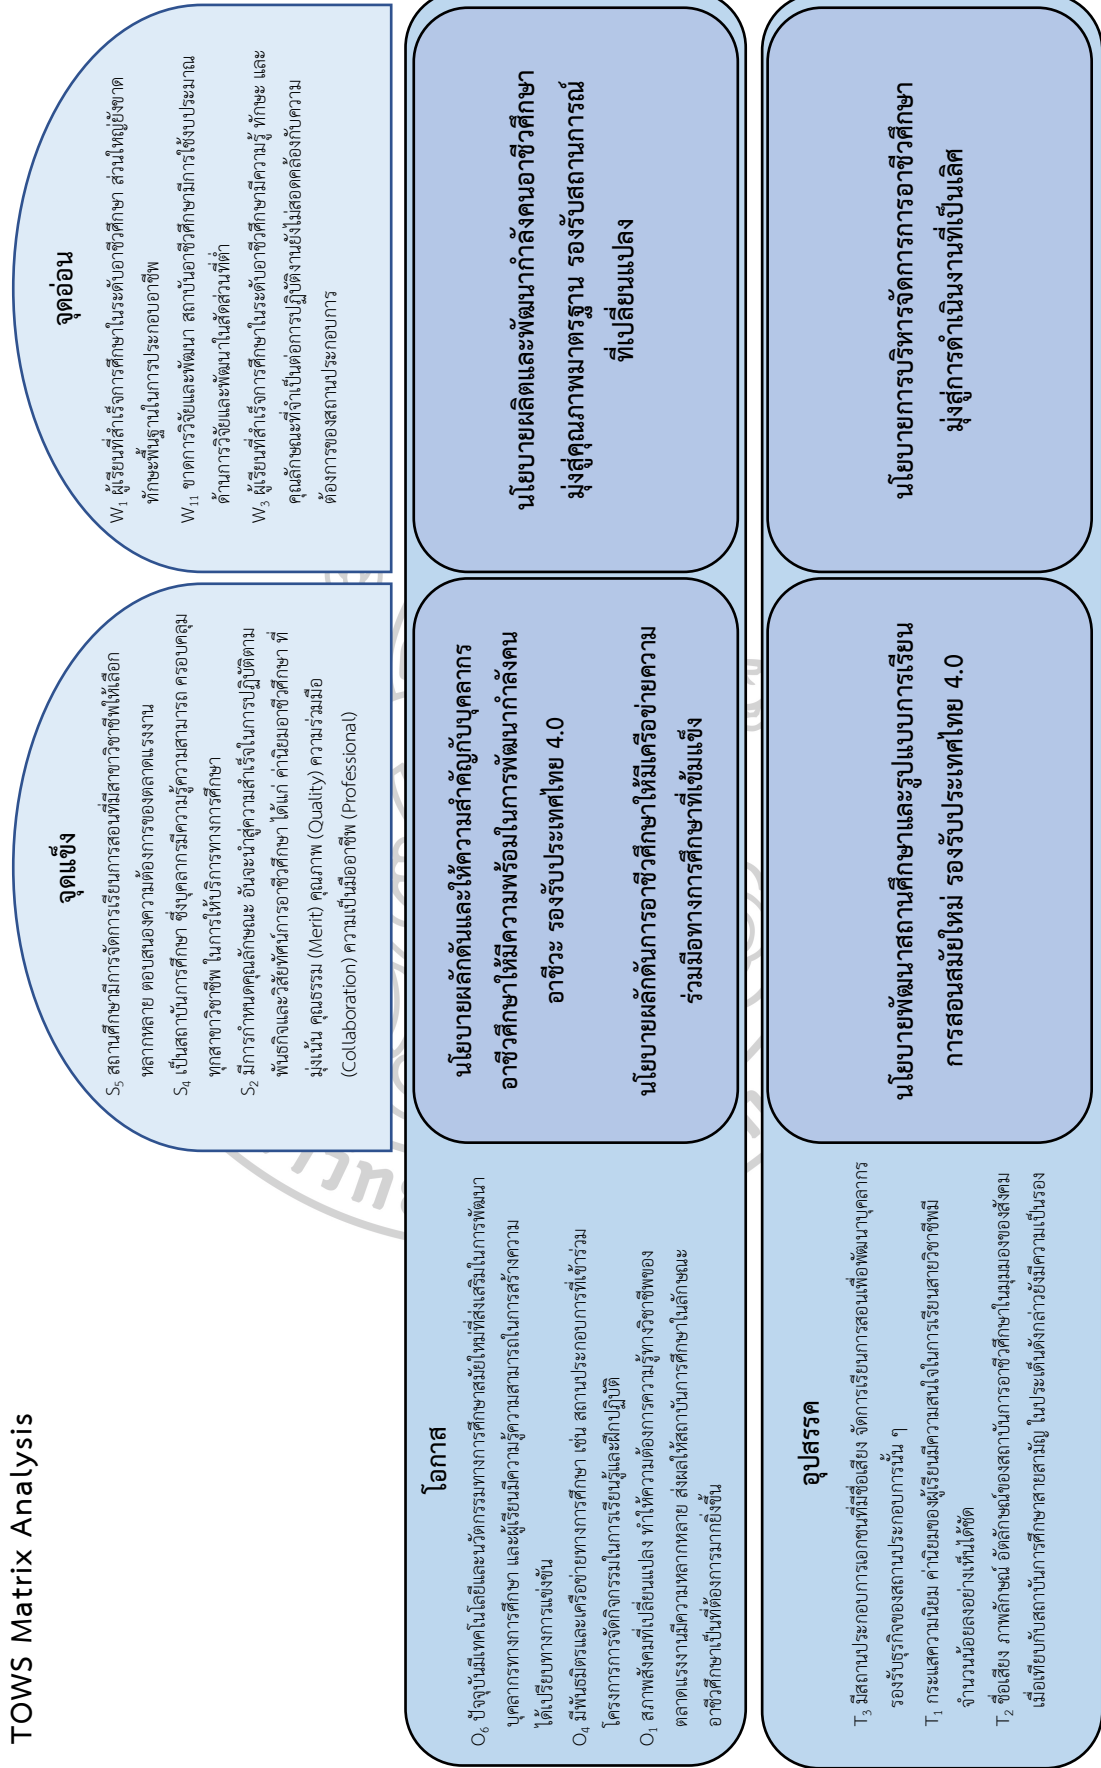 TOWS Matrix Analysis
จุดแข็ง
S5 สถานศึกษามีการจัดการเรียนการสอนที่มีสาขาวิชาชีพให้เลือก
หลากหลาย ตอบสนองความต้องการของตลาดแรงงาน
S4 เป็นสถาบันการศึกษา ซึ่งบุคลากรมีความรู้ความสามารถ ครอบคลุม
ทุกสาขาวิชาชีพ ในการให้บริการทางการศึกษา
S2 มีการกำหนดคุณลักษณะ อันจะนำสู่ความสำเร็จในการปฏิบัติตาม
พันธกิจและวิสัยทัศน์การอาชีวศึกษา ได้แก่ ค่านิยมอาชีวศึกษา ที่
มุ่งเน้น คุณธรรม (Merit) คุณภาพ (Quality) ความร่วมมือ
(Collaboration) ความเป็นมืออาชีพ (Professional)
จุดอ่อน
W1 ผู้เรียนที่สำเร็จการศึกษาในระดับอาชีวศึกษา ส่วนใหญ่ยังขาด
ทักษะพื้นฐานในการประกอบอาชีพ
W11 ขาดการวิจัยและพัฒนา สถาบันอาชีวศึกษามีการใช้งบประมาณ
ด้านการวิจัยและพัฒนาในสัดส่วนที่ต่ำ
W3 ผู้เรียนที่สำเร็จการศึกษาในระดับอาชีวศึกษามีความรู้ ทักษะ และ
คุณลักษณะที่จำเป็นต่อการปฏิบัติงานยังไม่สอดคล้องกับความ
ต้องการของสถานประกอบการ
โอกาส
O6 ปัจจุบันมีเทคโนโลยีและนวัตกรรมทางการศึกษาสมัยใหม่ที่ส่งเสริมในการพัฒนา
บุคลากรทางการศึกษา และผู้เรียนมีความรู้ความสามารถในการสร้างความ
ได้เปรียบทางการแข่งขัน
O4 มีพันธมิตรและเครือข่ายทางการศึกษา เช่น สถานประกอบการที่เข้าร่วม
โครงการการจัดกิจกรรมในการเรียนรู้และฝึกปฏิบัติ
O1 สภาพสังคมที่เปลี่ยนแปลง ทำให้ความต้องการความรู้ทางวิชาชีพของ
ตลาดแรงงานมีความหลากหลาย ส่งผลให้สถาบันการศึกษาในลักษณะ
อาชีวศึกษาเป็นที่ต้องการมากยิ่งขึ้น
นโยบายผลักดันและให้ความสำคัญกับบุคลากร
อาชีวศึกษาให้มีความพร้อมในการพัฒนากำลังคน
อาชีวะ รองรับประเทศไทย 4.0
นโยบายผลักดันการอาชีวศึกษาให้มีเครือข่ายความ
ร่วมมือทางการศึกษาที่เข้มแข็ง
นโยบายผลิตและพัฒนากำลังคนอาชีวศึกษา
มุ่งสู่คุณภาพมาตรฐาน รองรับสถานการณ์
ที่เปลี่ยนแปลง
อุปสรรค
T3 มีสถานประกอบการเอกชนที่มีชื่อเสียง จัดการเรียนการสอนเพื่อพัฒนาบุคลากร
รองรับธุรกิจของสถานประกอบการนั้น ๆ
T1 กระแสความนิยม ค่านิยมของผู้เรียนมีความสนใจในการเรียนสายวิชาชีพมี
จำนวนน้อยลงอย่างเห็นได้ชัด
T2 ชื่อเสียง ภาพลักษณ์ อัตลักษณ์ของสถาบันการอาชีวศึกษาในมุมมองของสังคม
เมื่อเทียบกับสถาบันการศึกษาสายสามัญ ในประเด็นดังกล่าวยังมีความเป็นรอง
นโยบายพัฒนาสถานศึกษาและรูปแบบการเรียน
การสอนสมัยใหม่ รองรับประเทศไทย 4.0
นโยบายการบริหารจัดการการอาชีวศึกษา
มุ่งสู่การดำเนินงานที่เป็นเลิศ